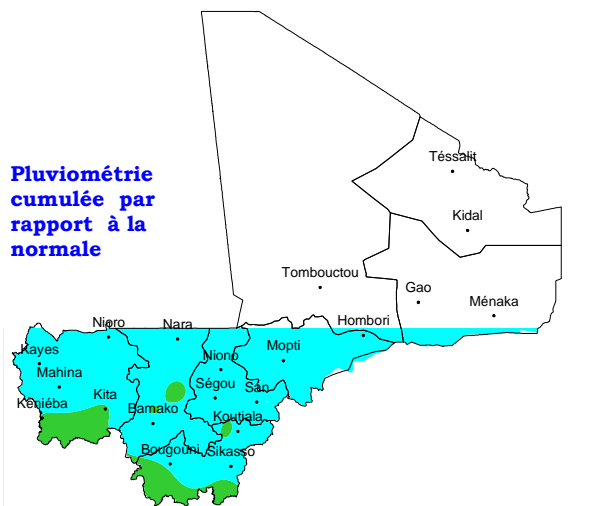 Pluviométrie
cumulée par
rapport à la
normale
Téssalit
Kidal
Tombouctou
Gao
Ménaka
Hombori
Nioro
Nara
Kayes
Niono
Mopti
Mahina
Ségou
San
Kéniéba
Kita
Bamako
Koutiala
Bougouni
Sikasso